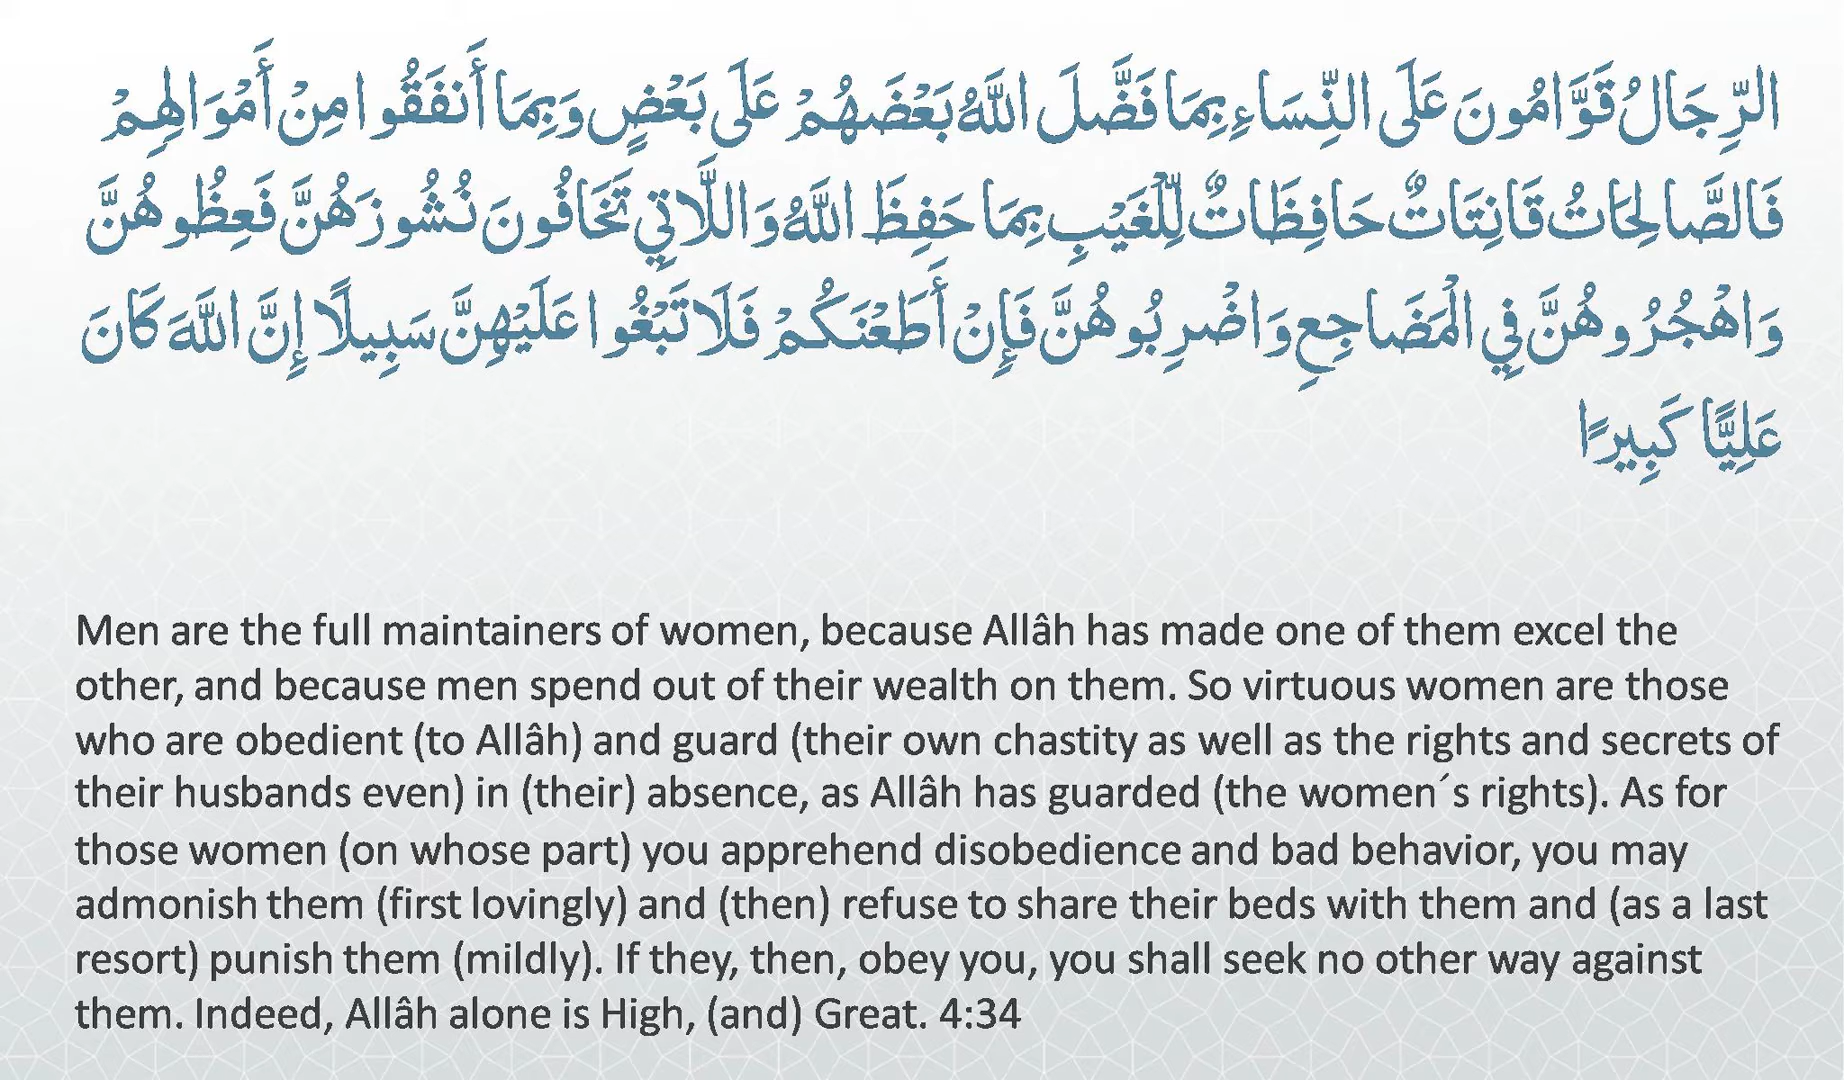 الرِّجَالُ قَوَّامُونَ عَلَى النِّسَاءِ بِمَا فَضَّلَ اللَّهُ بَعْضَهُمْ عَلَى بَعْضٍ وَبِمَا أَنفَقُوا مِنْ أَمْوَالِهِمْ
فَالصَّالِحَاتُ قَانِتَاتٌ حَافِظَاتٌ لِّلْغَيْبِ بِمَا حَفِظَ اللَّهُ وَاللَّاتِي تَخَافُونَ نُشُوزَهُنَّ فَعِظُوهُنَّ
وَاهْجُرُوهُنَّ فِي الْمَضَاجِعِ وَاضْرِبُوهُنَّ فَإِنْ أَطَعْنَكُمْ فَلَا تَبْغُوا عَلَيْهِنَّ سَبِيلًا إِنَّ اللَّهَ كَانَ
عَلِيًّا كَبِيرًا
Men are the full maintainers of women, because Allâh has made one of them excel the
other, and because men spend out of their wealth on them. So virtuous women are those
who are obedient (to Allâh) and guard (their own chastity as well as the rights and secrets of
their husbands even) in (their) absence, as Allâh has guarded (the women´s rights). As for
those women (on whose part) you apprehend disobedience and bad behavior, you may
admonish them (first lovingly) and (then) refuse to share their beds with them and (as a last
resort) punish them (mildly). If they, then, obey you, you shall seek no other way against
them. Indeed, Allâh alone is High, (and) Great. 4:34